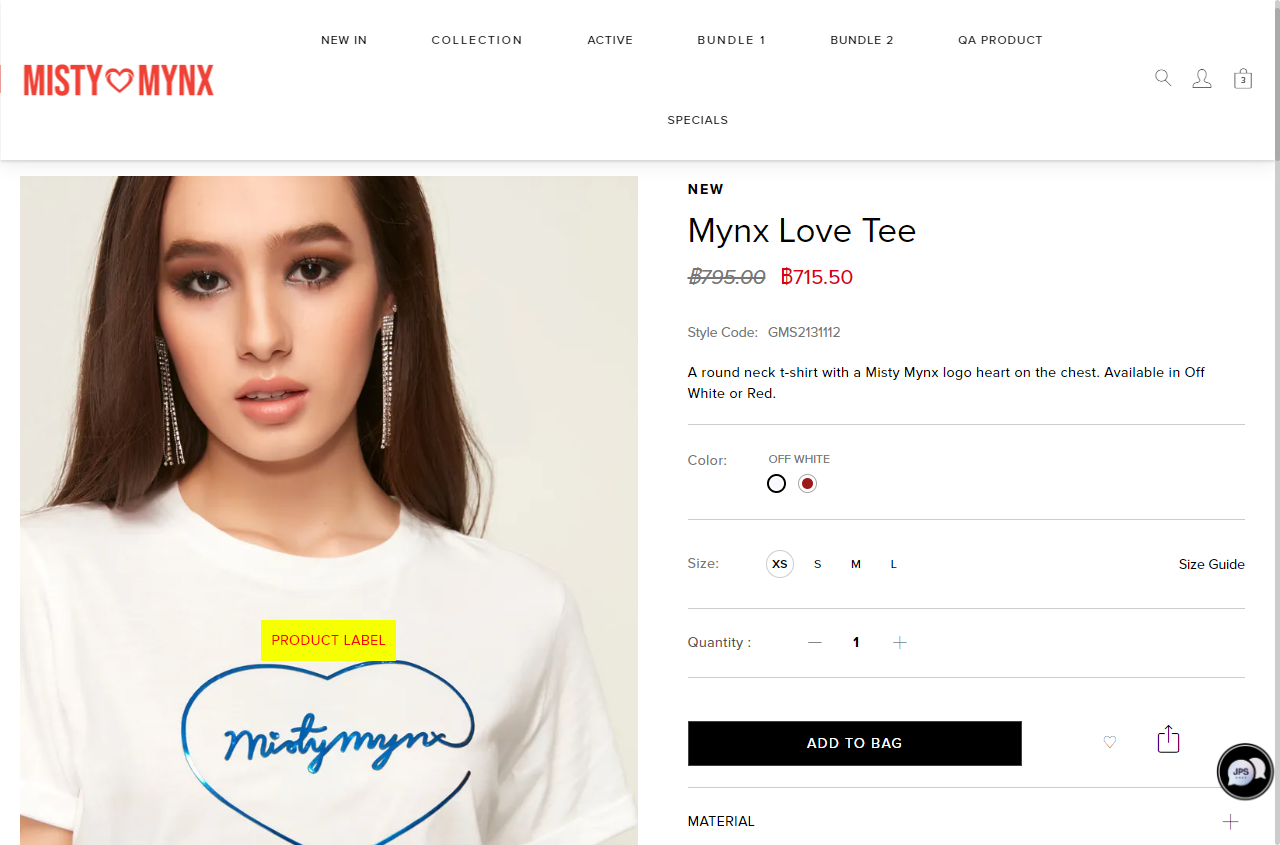 NEW IN COLLECTION ACTIVE BUNDLE 1 BUNDLE 2 QA PRODUCT
MISTY MYNX
3
SPECIALS
NEW
Mynx Love Tee
฿795.00 ฿715.50
Style Code: GMS2131112
A round neck t-shirt with a Misty Mynx logo heart on the chest. Available in Off
White or Red.
Color: OFF WHITE
Size: XS S M L Size Guide
PRODUCT LABEL
Quantity : 1
mistymynx
ADD TO BAG
JPS
MATERIAL